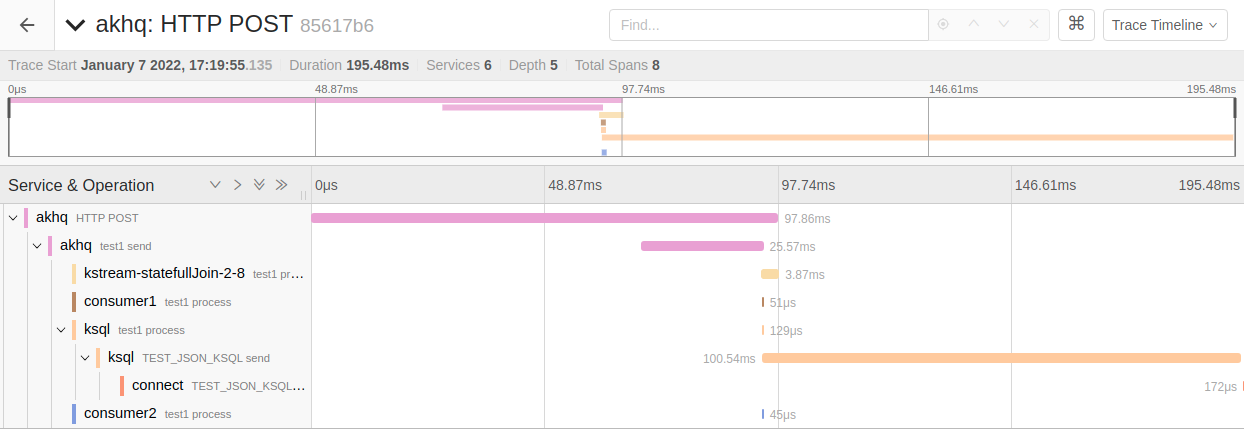 akhq: HTTP POST 85617b6 Find... ⌘ Trace Timeline
Trace Start January 7 2022, 17:19:55.135 Duration 195.48ms Services 6 Depth 5 Total Spans 8
0μs 48.87ms 97.74ms 146.61ms 195.48ms
Service & Operation 0μs 48.87ms 97.74ms 146.61ms 195.48ms
akhq HTTP POST 97.86ms
akhq test1 send 25.57ms
kstream-statefullJoin-2-8 test1 pr... 3.87ms
consumer1 test1 process 51μs
ksql test1 process 129μs
ksql TEST_JSON_KSQL send 100.54ms
connect TEST_JSON_KSQL... 172μs
consumer2 test1 process 45μs